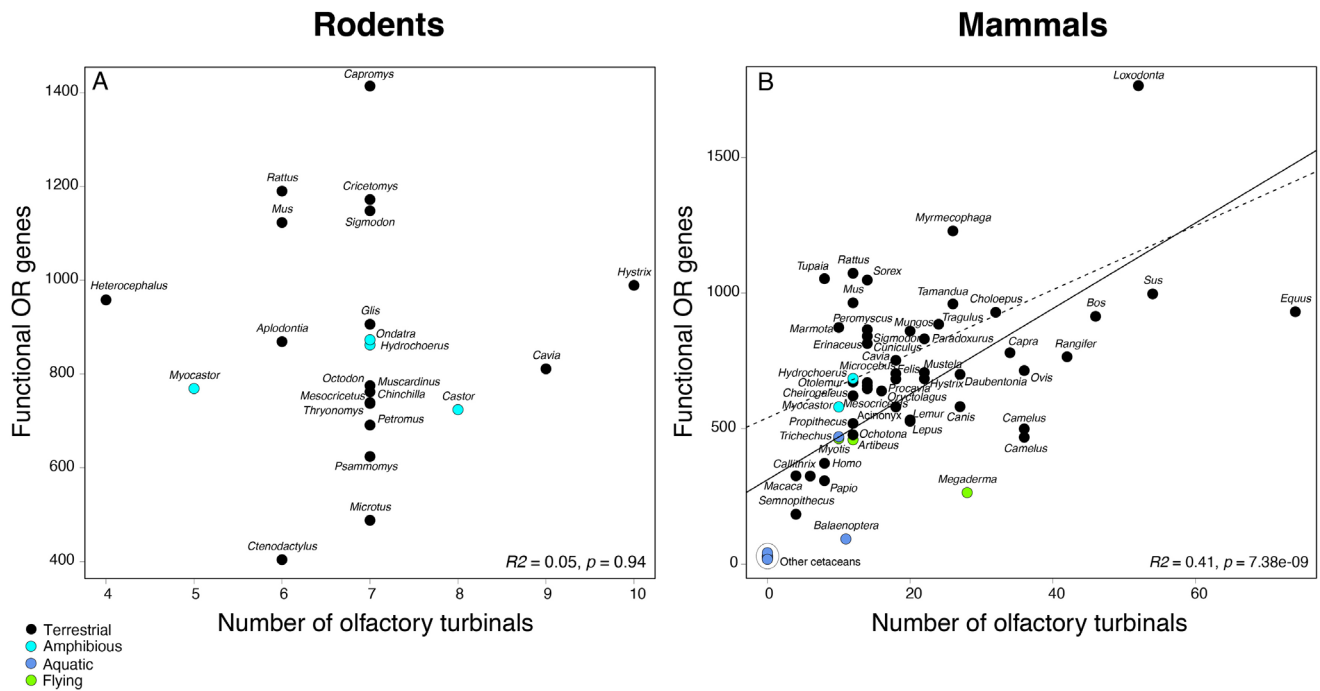 Rodents
Mammals
A
Functional OR genes
1400
1200
1000
800
600
400
Capromys
Rattus
Cricetomys
Mus
Sigmodon
Hystrix
Heterocephalus
Glis
Aplodontia
Ondatra
Hydrochoerus
Cavia
Myocastor
Octodon
Muscardinus
Mesocricetus
Chinchilla
Castor
Thryonomys
Petromus
Psammomys
Microtus
Ctenodactylus
R2 = 0.05, p = 0.94
4
5
6
7
8
9
10
Number of olfactory turbinals
Terrestrial
Amphibious
Aquatic
Flying
B
Functional OR genes
1500
1000
500
0
Loxodonta
Myrmecophaga
Rattus
Tupaia
Sorex
Sus
Mus
Tamandua
Choloepus
Bos
Equus
Peromyscus
Mungos
Tragulus
Marmota
Sigmodon
Paradoxurus
Erinaceus
Cuniculus
Capra
Rangifer
Cavia
Microcebus
Felis
Mustela
Hydrochoerus
Otolemur
Procavia
Hystrix
Daubentonia
Ovis
Cheirogaleus
Oryctolagus
Myocastor
Mesocricetus
Acinonyx
Lemur
Canis
Camelus
Propithecus
Lepus
Trichechus
Ochotona
Artibeus
Myotis
Camelus
Callithrix
Homo
Macaca
Papio
Megaderma
Semnopithecus
Balaenoptera
Other cetaceans
R2 = 0.41, p = 7.38e-09
0
20
40
60
Number of olfactory turbinals